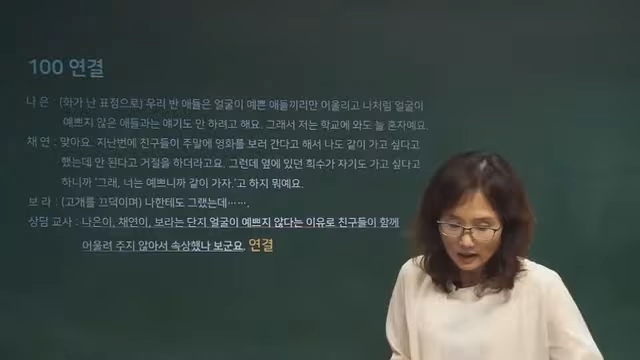 100 연결
나 은 : (화가 난 표정으로) 우리 반 애들은 얼굴이 예쁜 애들끼리만 어울리고 나처럼 얼굴이
예쁘지 않은 애들과는 얘기도 안 하려고 해요. 그래서 저는 학교에 와도 늘 혼자예요.
채 연 : 맞아요. 지난번에 친구들이 주말에 영화를 보러 간다고 해서 나도 같이 가고 싶다고
했는데 안 된다고 거절을 하더라고요. 그런데 옆에 있던 희수가 자기도 가고 싶다고
하니까 '그래, 너는 예쁘니까 같이 가자.'고 하지 뭐예요.
보 라 : (고개를 끄덕이며) 나한테도 그랬는데…….
상담 교사 : 나은이, 채연이, 보라는 단지 얼굴이 예쁘지 않다는 이유로 친구들이 함께
어울려 주지 않아서 속상했나 보군요. 연결